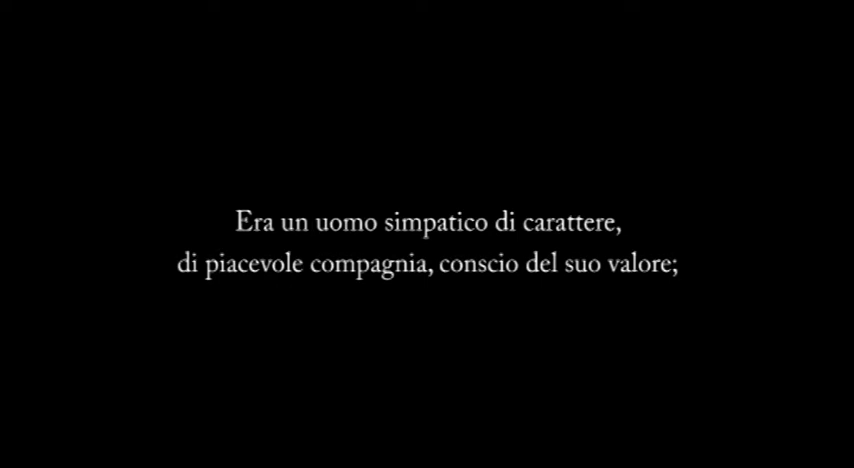 Era un uomo simpatico di carattere,
di piacevole compagnia, conscio del suo valore;